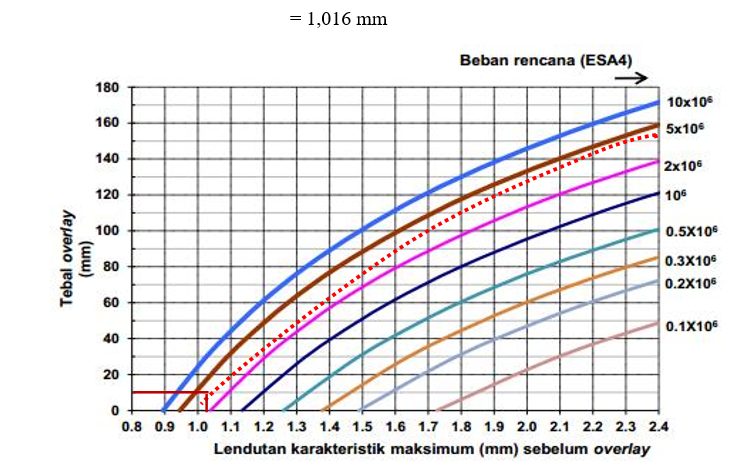 = 1,016 mm
Beban rencana (ESA4)
180
160
140
120
100
80
60
40
20
0
Tebal overlay
(mm)
10x10⁶
5x10⁶
2x10⁶
10⁶
0.5X10⁶
0.3X10⁶
0.2X10⁶
0.1X10⁶
0.8 0.9 1.0 1.1 1.2 1.3 1.4 1.5 1.6 1.7 1.8 1.9 2.0 2.1 2.2 2.3 2.4
Lendutan karakteristik maksimum (mm) sebelum overlay